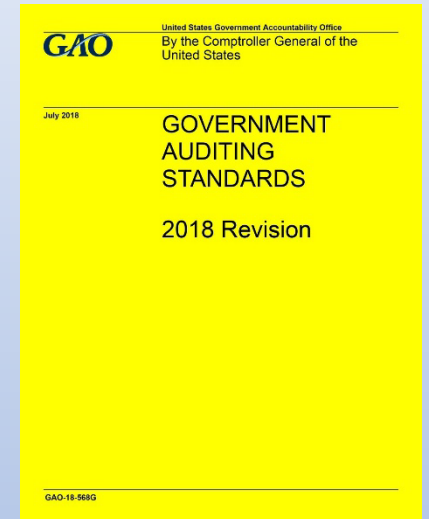 United States Government Accountability Office
GAO
By the Comptroller General of the
United States
July 2018
GOVERNMENT
AUDITING
STANDARDS
2018 Revision
GAO-18-568G